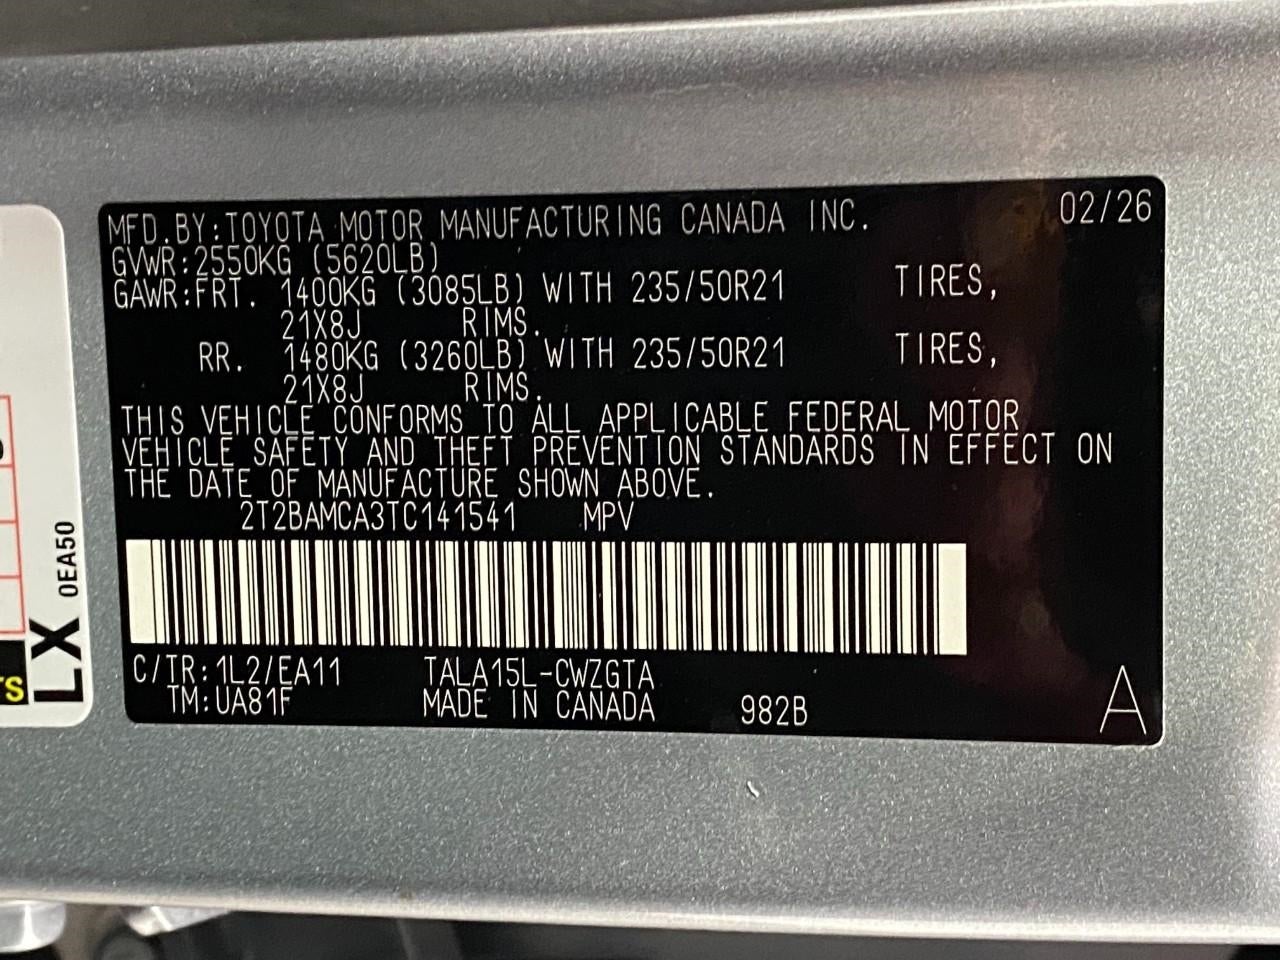 MFD.BY:TOYOTA MOTOR MANUFACTURING CANADA INC. 02/26
GVWR:2550KG (5620LB)
GAWR:FRT. 1400KG (3085LB) WITH 235/50R21 TIRES,
21X8J RIMS.
RR. 1480KG (3260LB) WITH 235/50R21 TIRES,
21X8J RIMS.
THIS VEHICLE CONFORMS TO ALL APPLICABLE FEDERAL MOTOR
VEHICLE SAFETY AND THEFT PREVENTION STANDARDS IN EFFECT ON
THE DATE OF MANUFACTURE SHOWN ABOVE.
2T2BAMCA3TC141541 MPV
C/TR:1L2/EA11 TALA15L-CWZGTA
TM:UA81F MADE IN CANADA 982B A
LX 0EA50